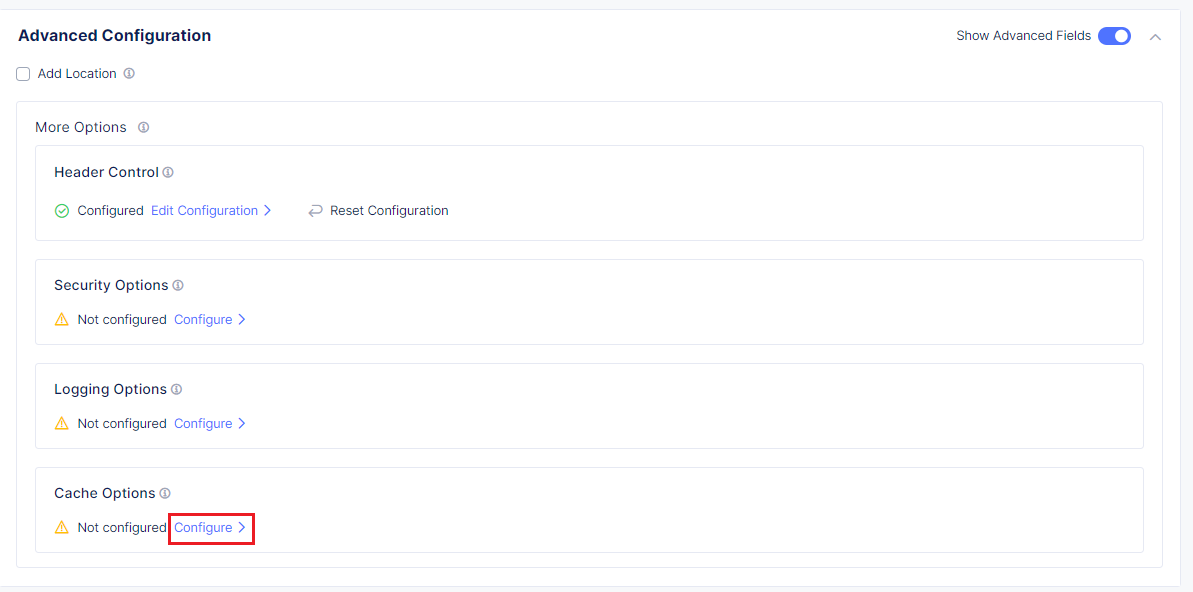 Advanced Configuration
Show Advanced Fields
Add Location
More Options
Header Control
Configured Edit Configuration Reset Configuration
Security Options
Not configured Configure
Logging Options
Not configured Configure
Cache Options
Not configured Configure